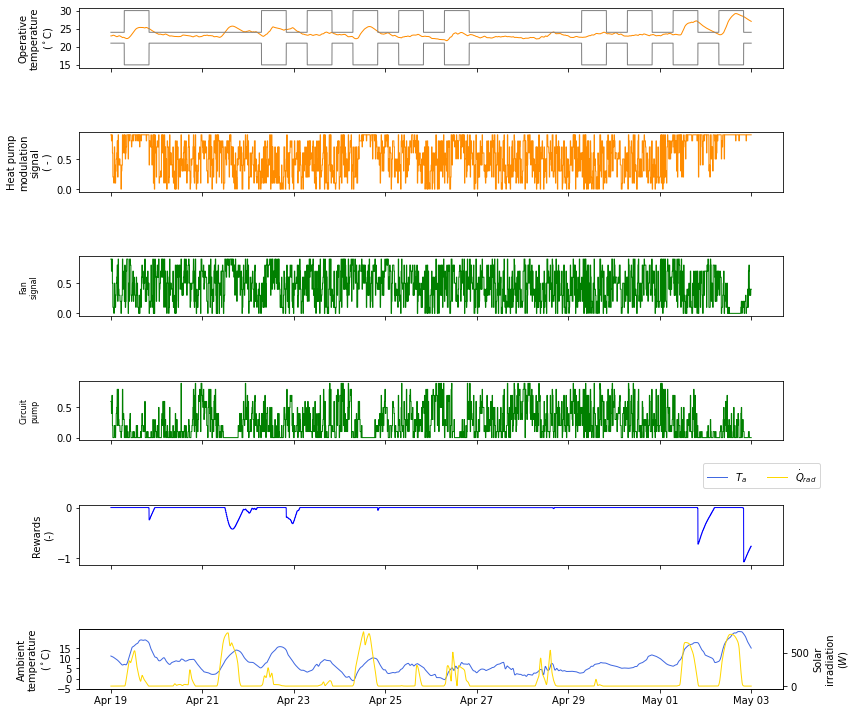 Operative
temperature
(°C)
30
25
20
15
Heat pump
modulation
signal
( - )
0.5
0.0
Fan
signal
0.5
0.0
Circuit
pump
0.5
0.0
Tₐ Q̇rad
Rewards
(-)
0
−1
Ambient
temperature
(°C)
15
10
5
0
−5
500
0
Solar
irradiation
(W)
Apr 19 Apr 21 Apr 23 Apr 25 Apr 27 Apr 29 May 01 May 03